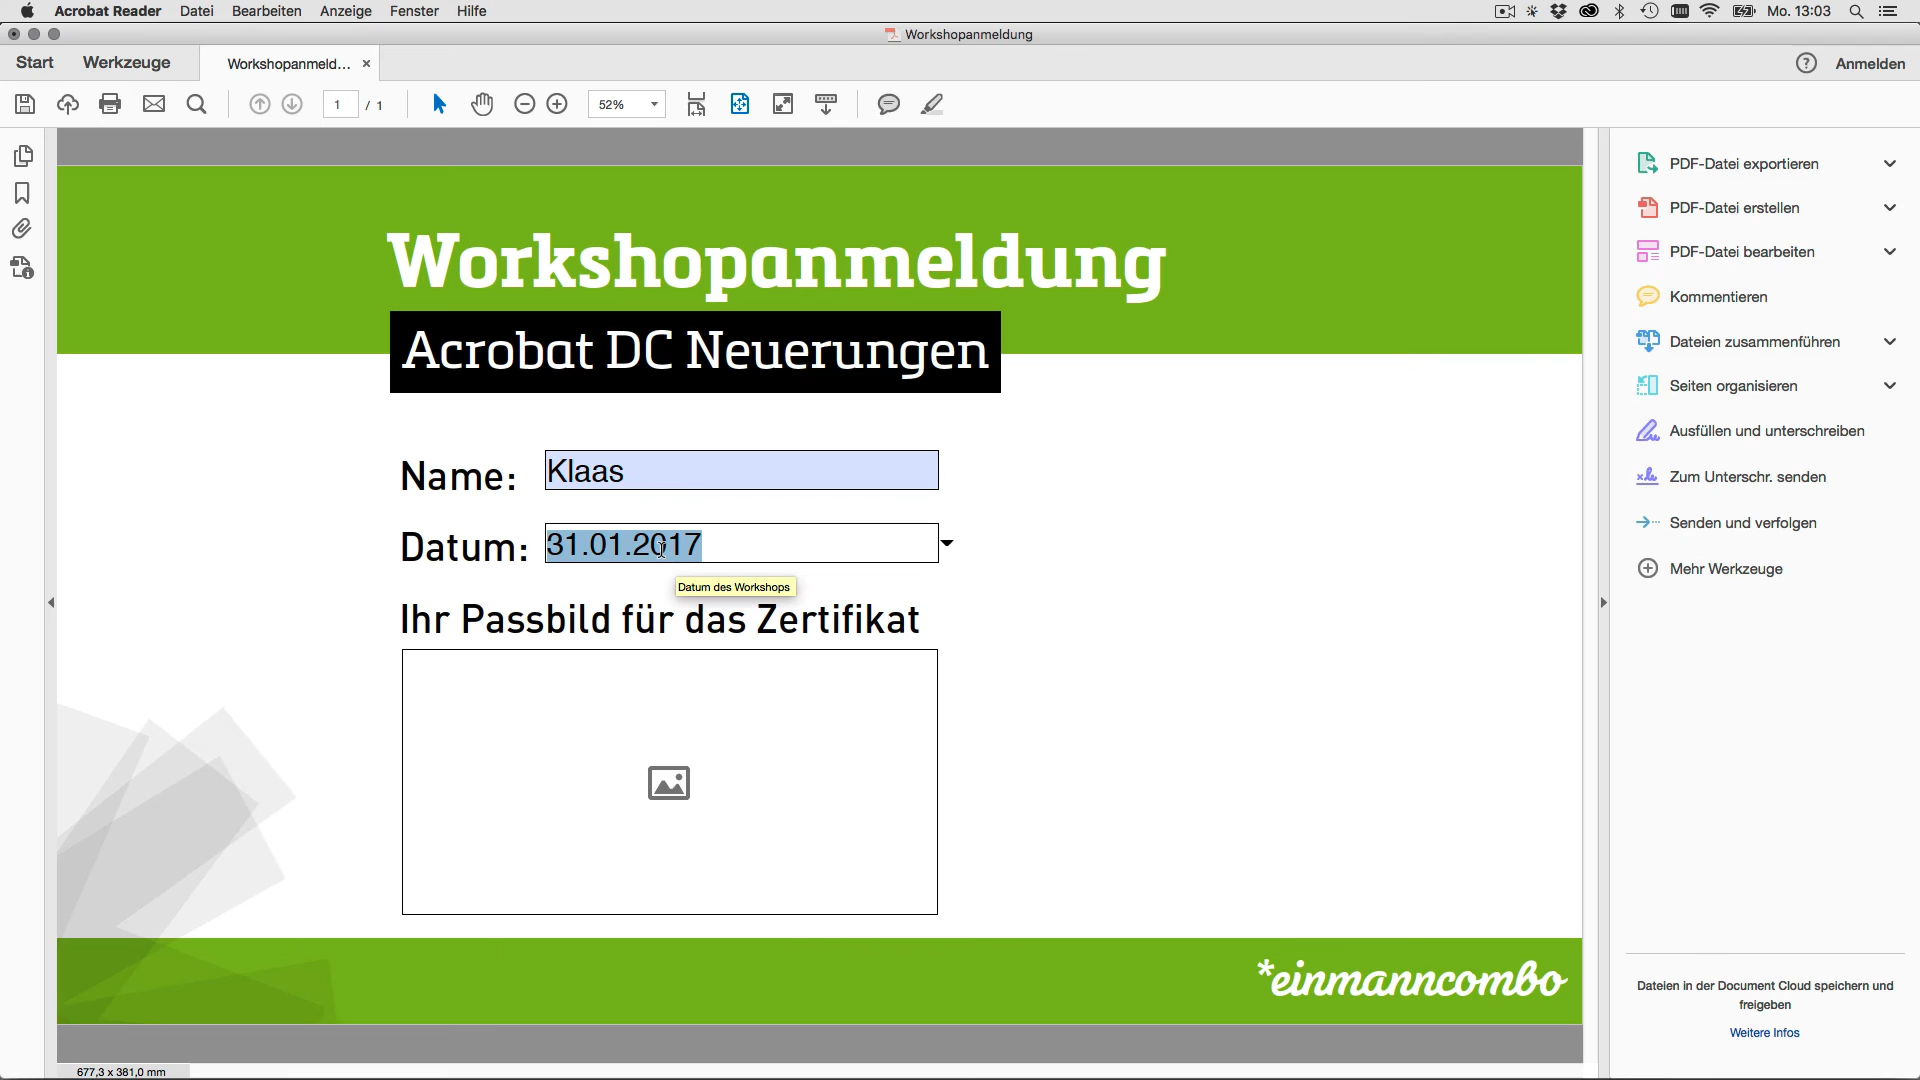 Acrobat Reader Datei Bearbeiten Anzeige Fenster Hilfe Mo. 13:03
Workshopanmeldung
Start Werkzeuge Workshopanmeld... × ? Anmelden
1 / 1 52%
Workshopanmeldung
Acrobat DC Neuerungen
Name: Klaas
Datum: 31.01.2017
Datum des Workshops
Ihr Passbild für das Zertifikat
*einmanncombo
677,3 x 381,0 mm
PDF-Datei exportieren
PDF-Datei erstellen
PDF-Datei bearbeiten
Kommentieren
Dateien zusammenführen
Seiten organisieren
Ausfüllen und unterschreiben
Zum Unterschr. senden
Senden und verfolgen
Mehr Werkzeuge
Dateien in der Document Cloud speichern und
freigeben
Weitere Infos